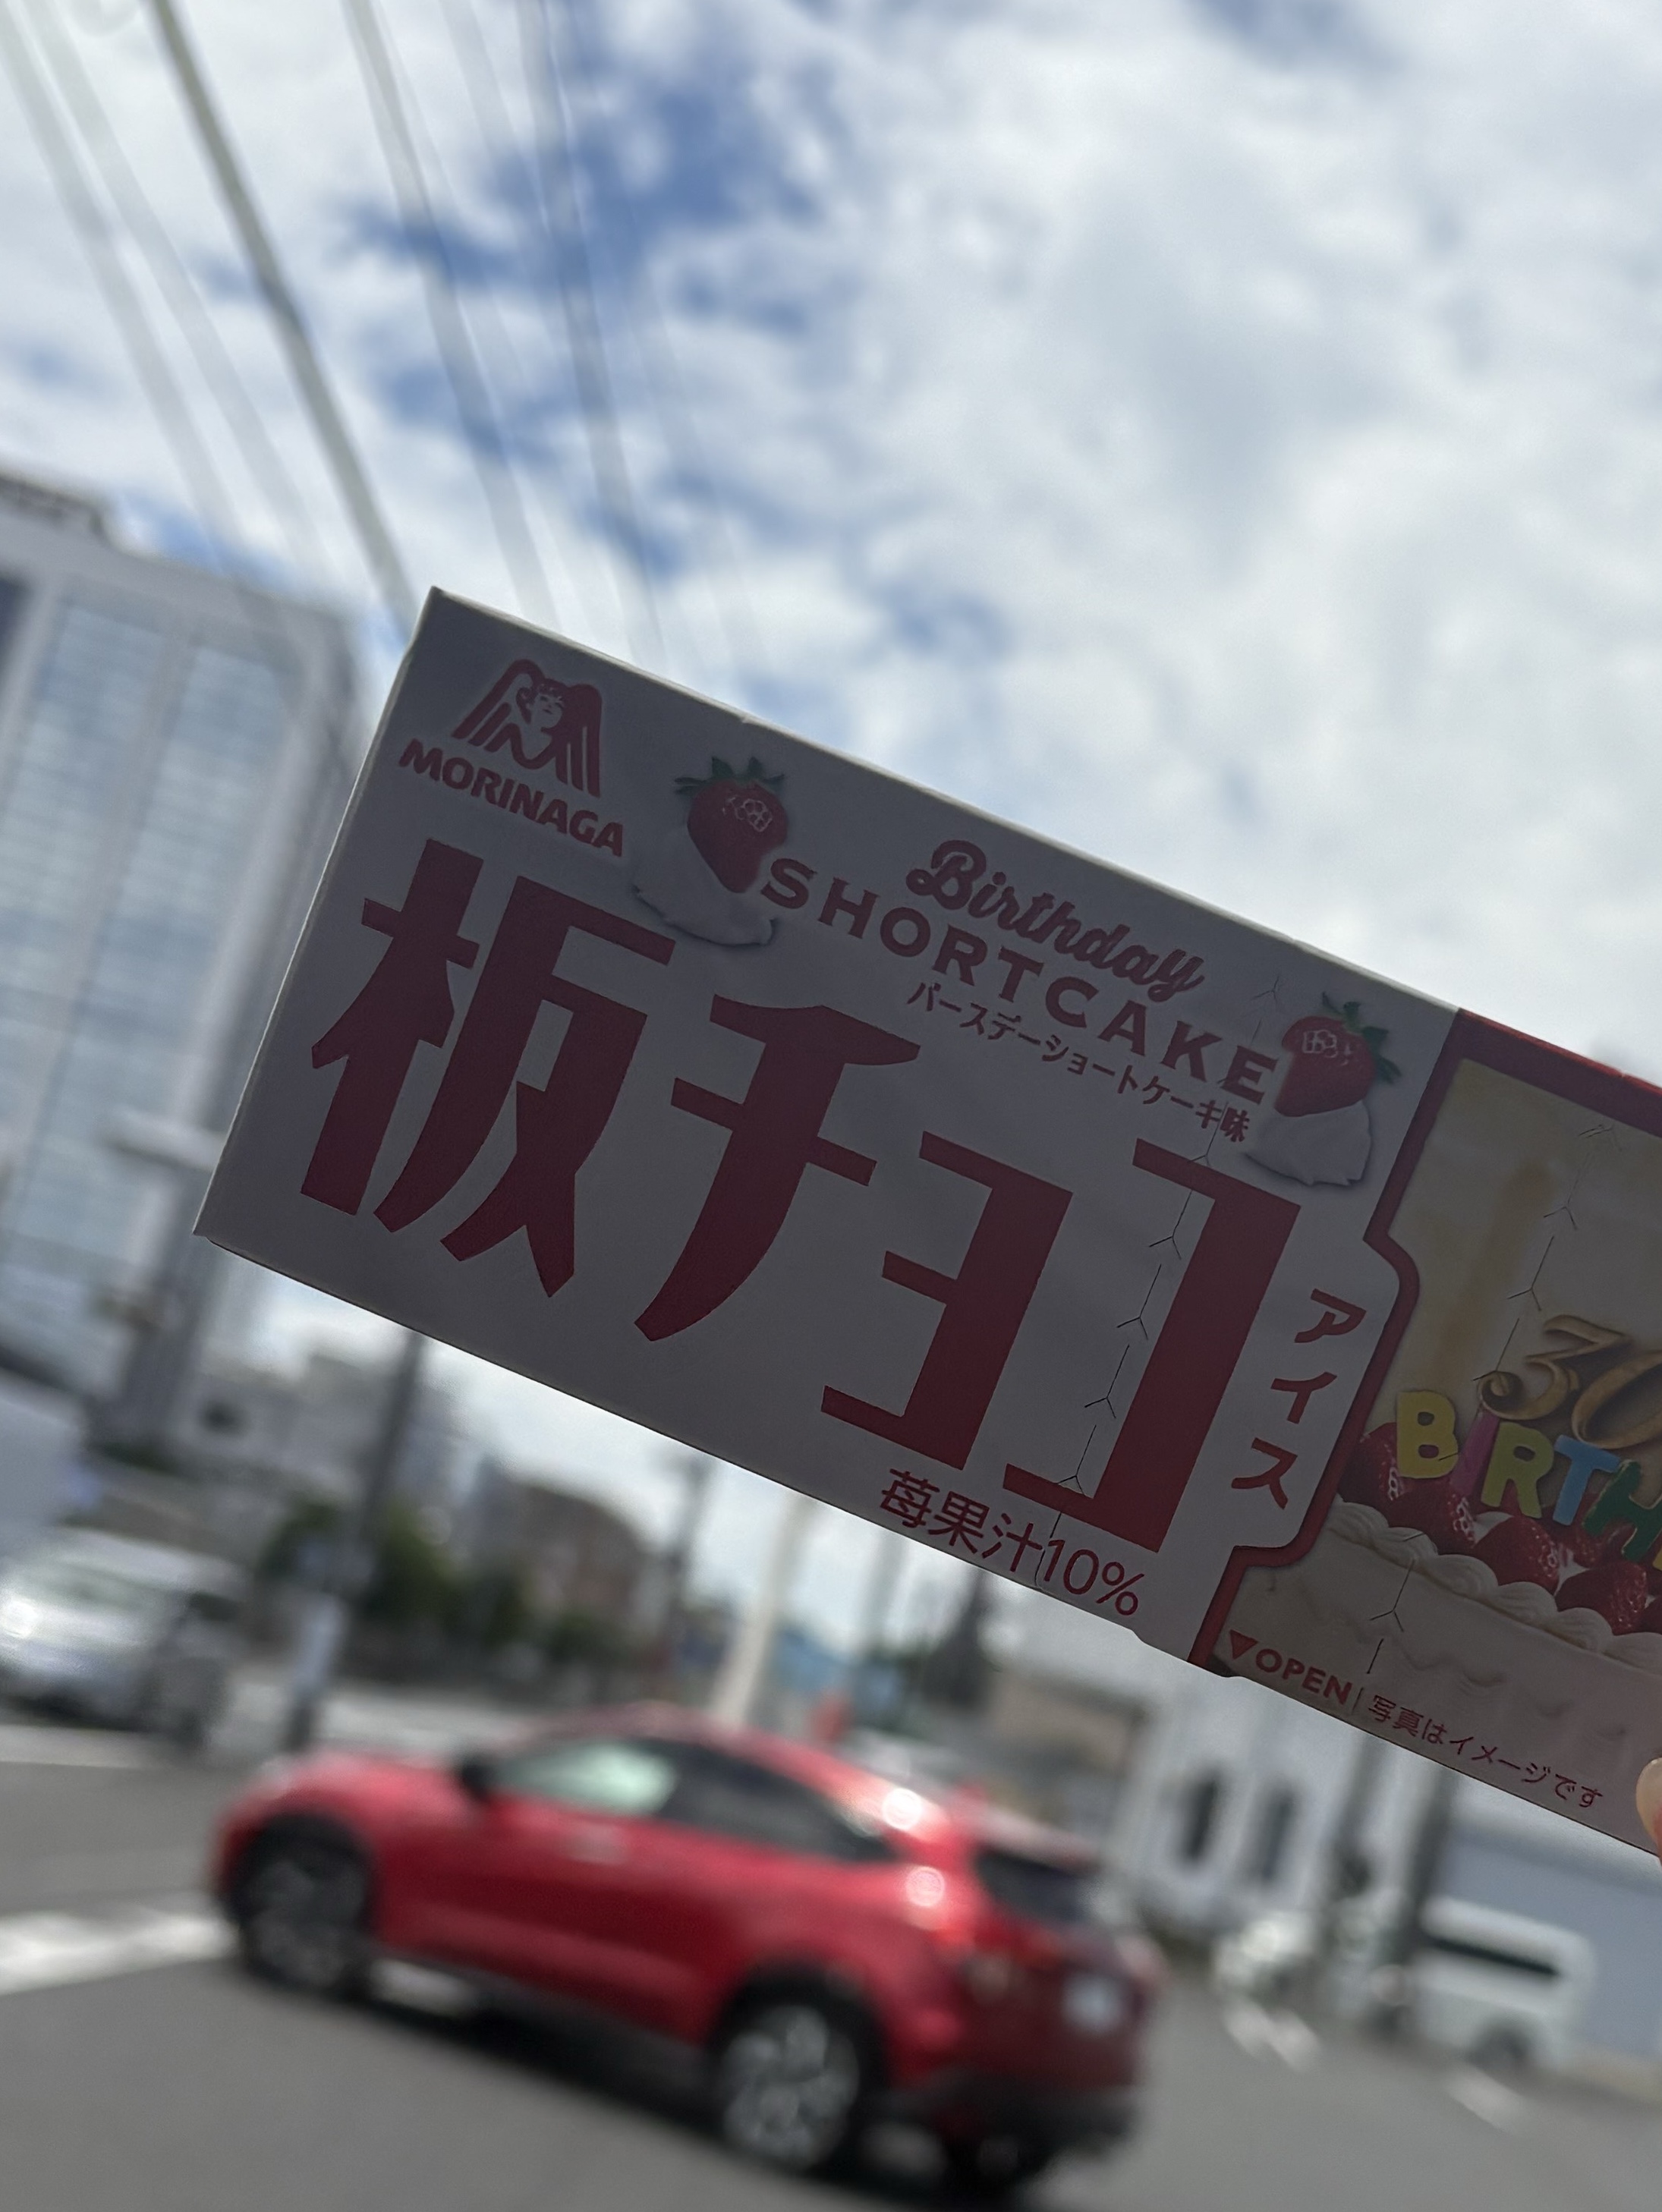 MORINAGA
Birthday
SHORTCAKE
バースデーショートケーキ味
板チョコ
アイス
苺果汁10%
30
BIRTH
▼OPEN | 写真はイメージです